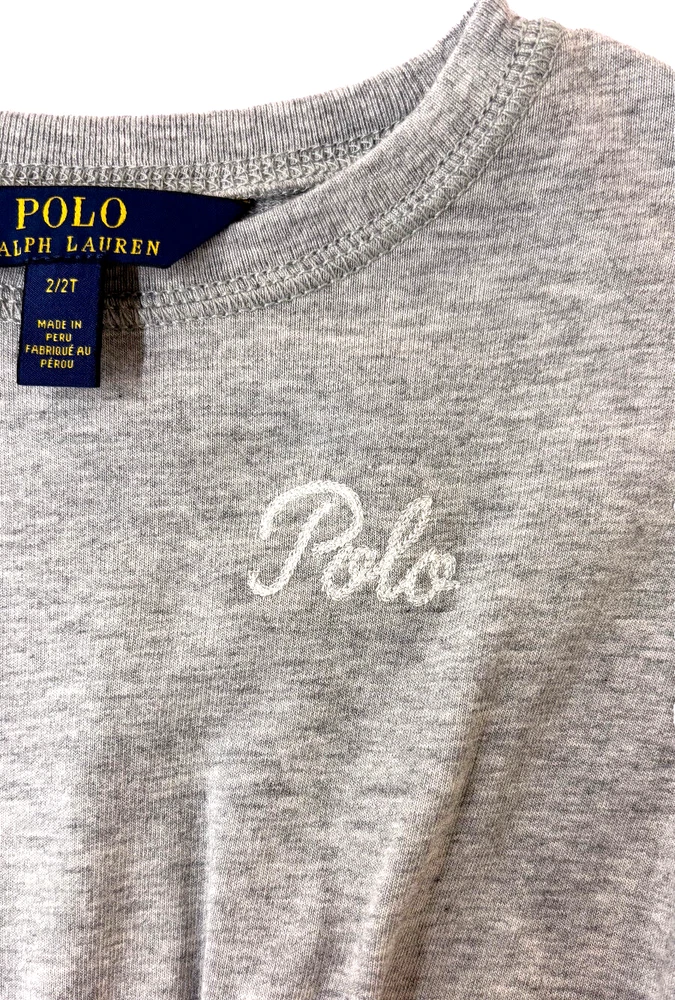 POLO
ALPH LAUREN
2/2T
MADE IN
PERU
FABRIQUÉ AU
PÉROU
Polo